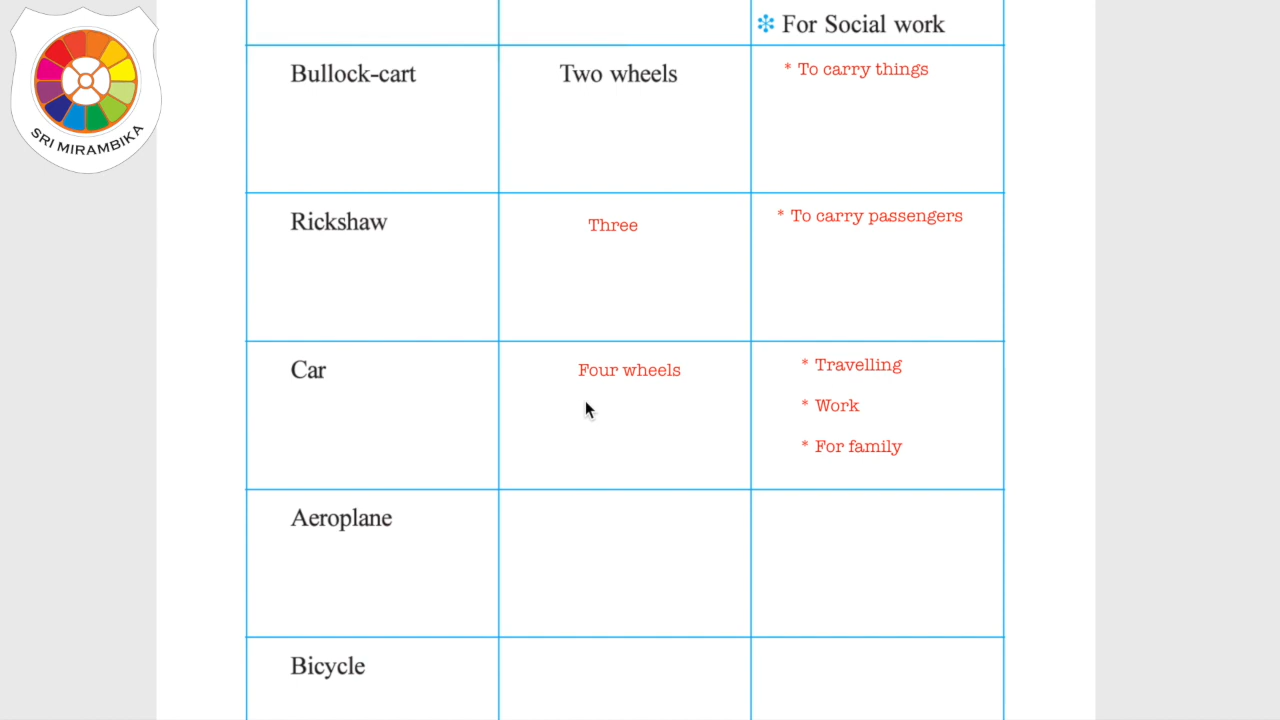 SRI MIRAMBIKA
❇ For Social work
Bullock-cart Two wheels * To carry things
Rickshaw Three * To carry passengers
Car Four wheels * Travelling
* Work
* For family
Aeroplane
Bicycle